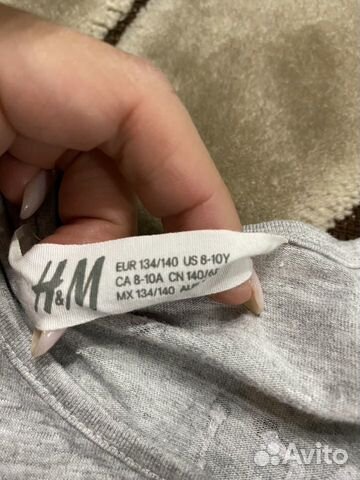 H&M
EUR 134/140 US 8-10Y
CA 8-10A CN 140/
MX 134/140
Avito